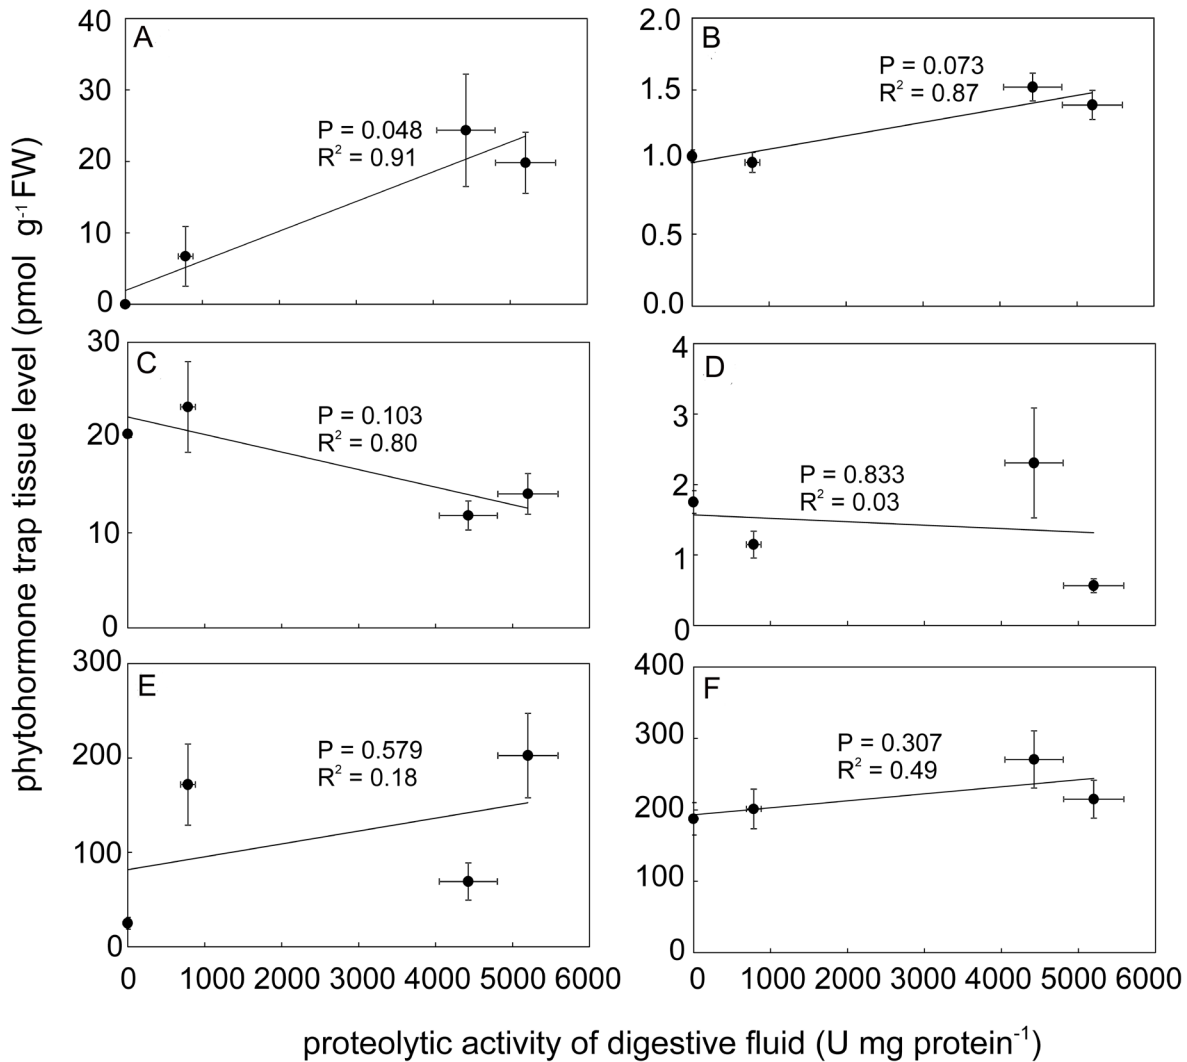 phytohormone trap tissue level (pmol g-1 FW)
A
40
30
20
10
0
P = 0.048
R2 = 0.91
B
2.0
1.5
1.0
0.5
0.0
P = 0.073
R2 = 0.87
C
30
20
10
0
P = 0.103
R2 = 0.80
D
4
3
2
1
0
P = 0.833
R2 = 0.03
E
300
200
100
0
P = 0.579
R2 = 0.18
0 1000 2000 3000 4000 5000 6000
F
400
300
200
100
0
P = 0.307
R2 = 0.49
0 1000 2000 3000 4000 5000 6000
proteolytic activity of digestive fluid (U mg protein-1)